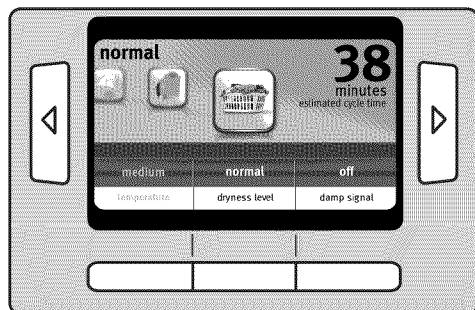 normal
38
minutes
estimated cycle time
medium normal off
temperature dryness level damp signal